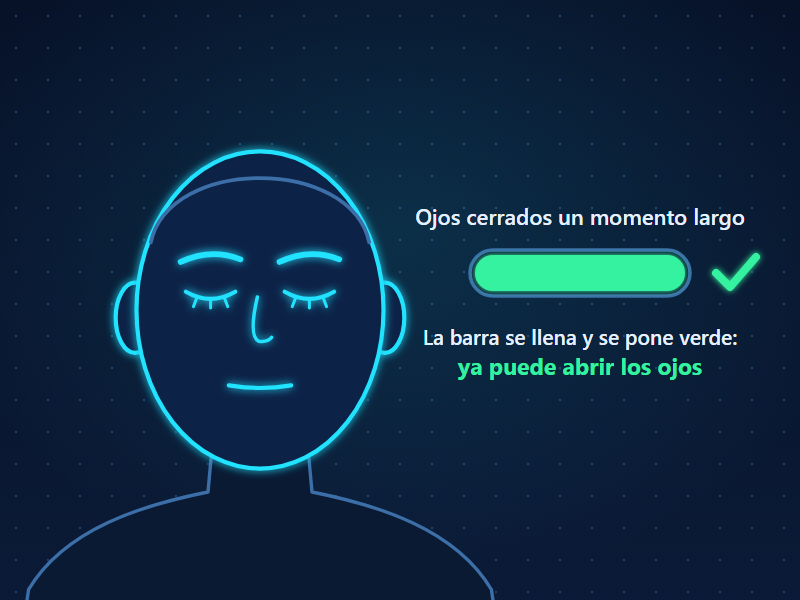 Ojos cerrados un momento largo
La barra se llena y se pone verde:
ya puede abrir los ojos